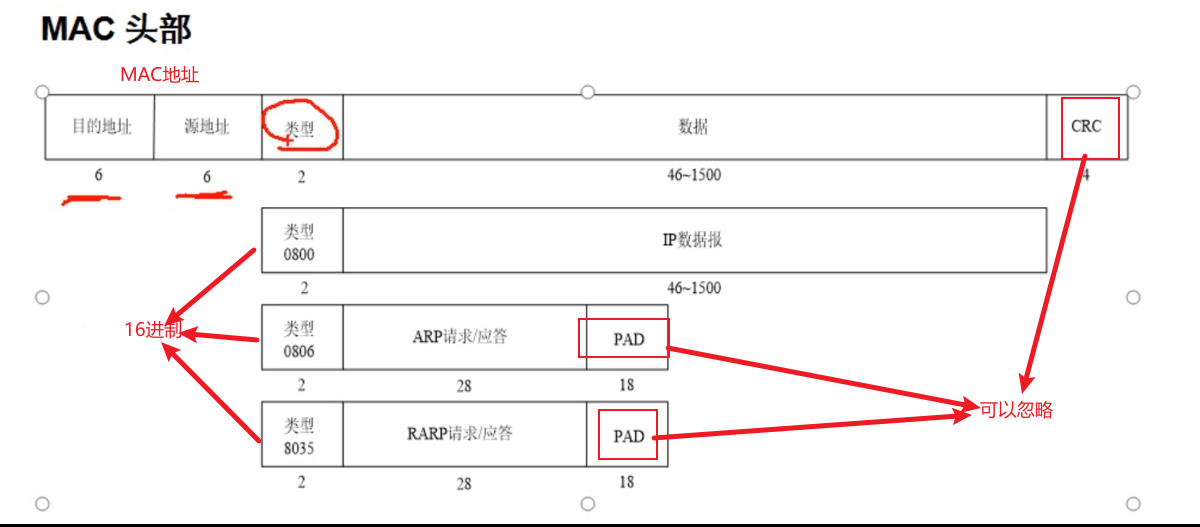 MAC 头部
MAC地址
目的地址 源地址 类型 数据 CRC
6 6 2 46~1500 4
类型 IP数据报
0800
2 46~1500
16进制
类型 ARP请求/应答 PAD
0806
2 28 18
可以忽略
类型 RARP请求/应答 PAD
8035
2 28 18